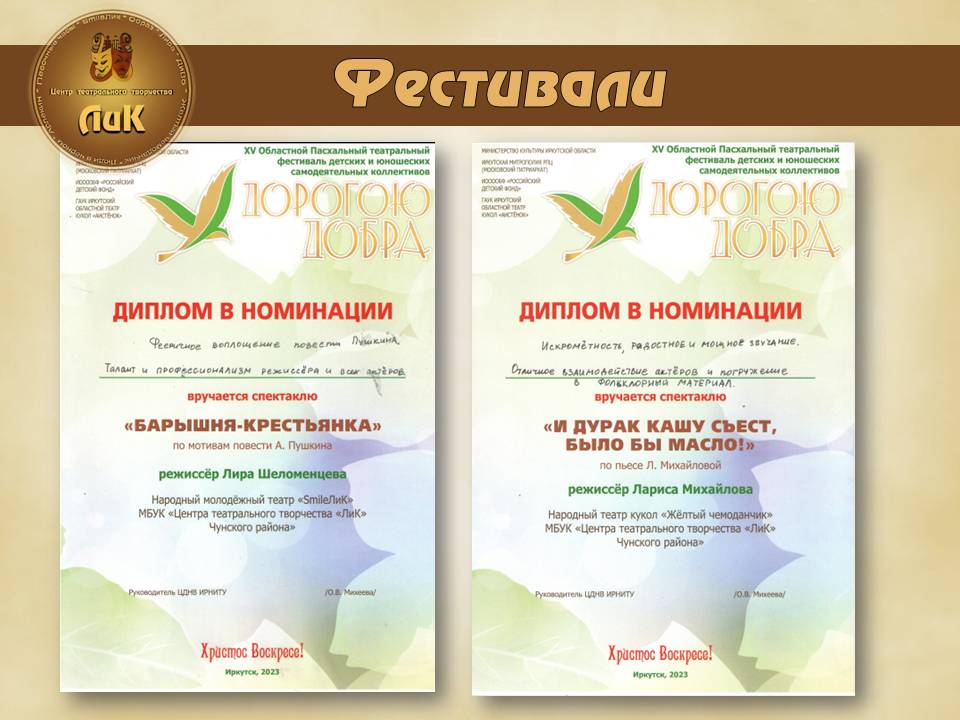 Центр театрального творчества
ЛиК
Фестивали
ОБЛАСТИ
(МОСКОВСКИЙ ПАТРИАРХАТ)
ИОООООФ «РОССИЙСКИЙ
ДЕТСКИЙ ФОНД»
ГАУК ИРКУТСКИЙ
ОБЛАСТНОЙ ТЕАТР
КУКОЛ «АИСТЁНОК»
XV Областной Пасхальный театральный
фестиваль детских и юношеских
самодеятельных коллективов
ДОРОГОЮ
ДОБРА
ДИПЛОМ В НОМИНАЦИИ
Фееричное воплощение повести Пушкина.
Талант и профессионализм режиссёра и всех актёров
вручается спектаклю
«БАРЫШНЯ-КРЕСТЬЯНКА»
по мотивам повести А. Пушкина
режиссёр Лира Шеломенцева
Народный молодёжный театр «SmileЛиК»
МБУК «Центра театрального творчества «ЛиК»
Чунского района»
Руководитель ЦДНВ ИРНИТУ /О.В. Михеева/
Христос Воскресе!
Иркутск, 2023
МИНИСТЕРСТВО КУЛЬТУРЫ ИРКУТСКОЙ ОБЛАСТИ
ИРКУТСКАЯ МИТРОПОЛИЯ РПЦ
(МОСКОВСКИЙ ПАТРИАРХАТ)
ИОООООФ «РОССИЙСКИЙ
ДЕТСКИЙ ФОНД»
ГАУК ИРКУТСКИЙ
ОБЛАСТНОЙ ТЕАТР
КУКОЛ «АИСТЁНОК»
XV Областной Пасхальный театральный
фестиваль детских и юношеских
самодеятельных коллективов
ДОРОГОЮ
ДОБРА
ДИПЛОМ В НОМИНАЦИИ
Искромётность, радостное и мощное звучание.
Отличное взаимодействие актёров и погружение
в фольклорный материал.
вручается спектаклю
«И ДУРАК КАШУ СЪЕСТ,
БЫЛО БЫ МАСЛО!»
по пьесе Л. Михайловой
режиссёр Лариса Михайлова
Народный театр кукол «Жёлтый чемоданчик»
МБУК «Центра театрального творчества «ЛиК»
Чунского района»
Руководитель ЦДНВ ИРНИТУ /О.В. Михеева/
Христос Воскресе!
Иркутск, 2023